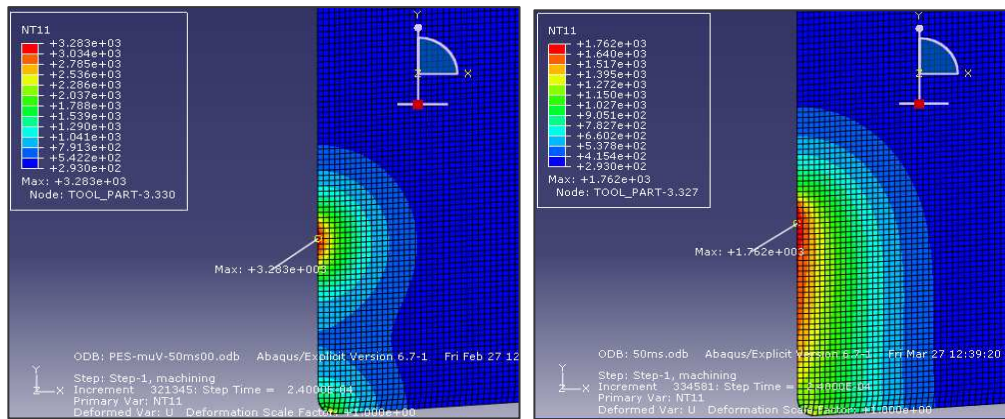 NT11
+3.283e+03
+3.034e+03
+2.785e+03
+2.536e+03
+2.286e+03
+2.037e+03
+1.788e+03
+1.539e+03
+1.290e+03
+1.041e+03
+7.913e+02
+5.422e+02
+2.930e+02
Max: +3.283e+03
Node: TOOL_PART-3.330
Y
Z X
Max: +3.283e+003
ODB: PES-muV-50ms00.odb Abaqus/Explicit Version 6.7-1 Fri Feb 27 12
Y
Z X
Step: Step-1, machining
Increment 321345: Step Time = 2.4000E-04
Primary Var: NT11
Deformed Var: U Deformation Scale Factor: +1.000e+00
NT11
+1.762e+03
+1.640e+03
+1.517e+03
+1.395e+03
+1.272e+03
+1.150e+03
+1.027e+03
+9.051e+02
+7.827e+02
+6.602e+02
+5.378e+02
+4.154e+02
+2.930e+02
Max: +1.762e+03
Node: TOOL_PART-3.327
Y
Z X
Max: +1.762e+003
ODB: 50ms.odb Abaqus/Explicit Version 6.7-1 Fri Mar 27 12:39:20
Y
Z X
Step: Step-1, machining
Increment 334581: Step Time = 2.4000E-04
Primary Var: NT11
Deformed Var: U Deformation Scale Factor: +1.000e+00